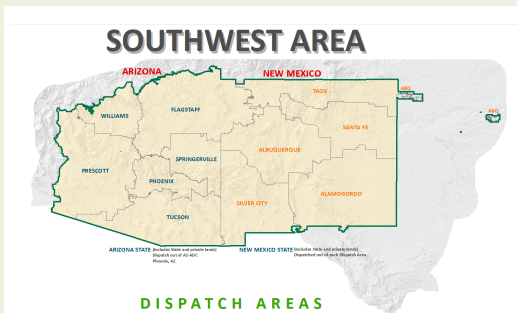 SOUTHWEST AREA
ARIZONA
NEW MEXICO
TAOS
ABQ
WILLIAMS
FLAGSTAFF
ABQ
SANTA FE
ALBUQUERQUE
SPRINGERVILLE
PRESCOTT
PHOENIX
ALAMOGORDO
SILVER CITY
TUCSON
ARIZONA STATE (Includes State and private lands)
Dispatch out of AZ-ADC
Phoenix, AZ
NEW MEXICO STATE (Includes State and private lands)
Dispatched out of each Dispatch Area
DISPATCH AREAS